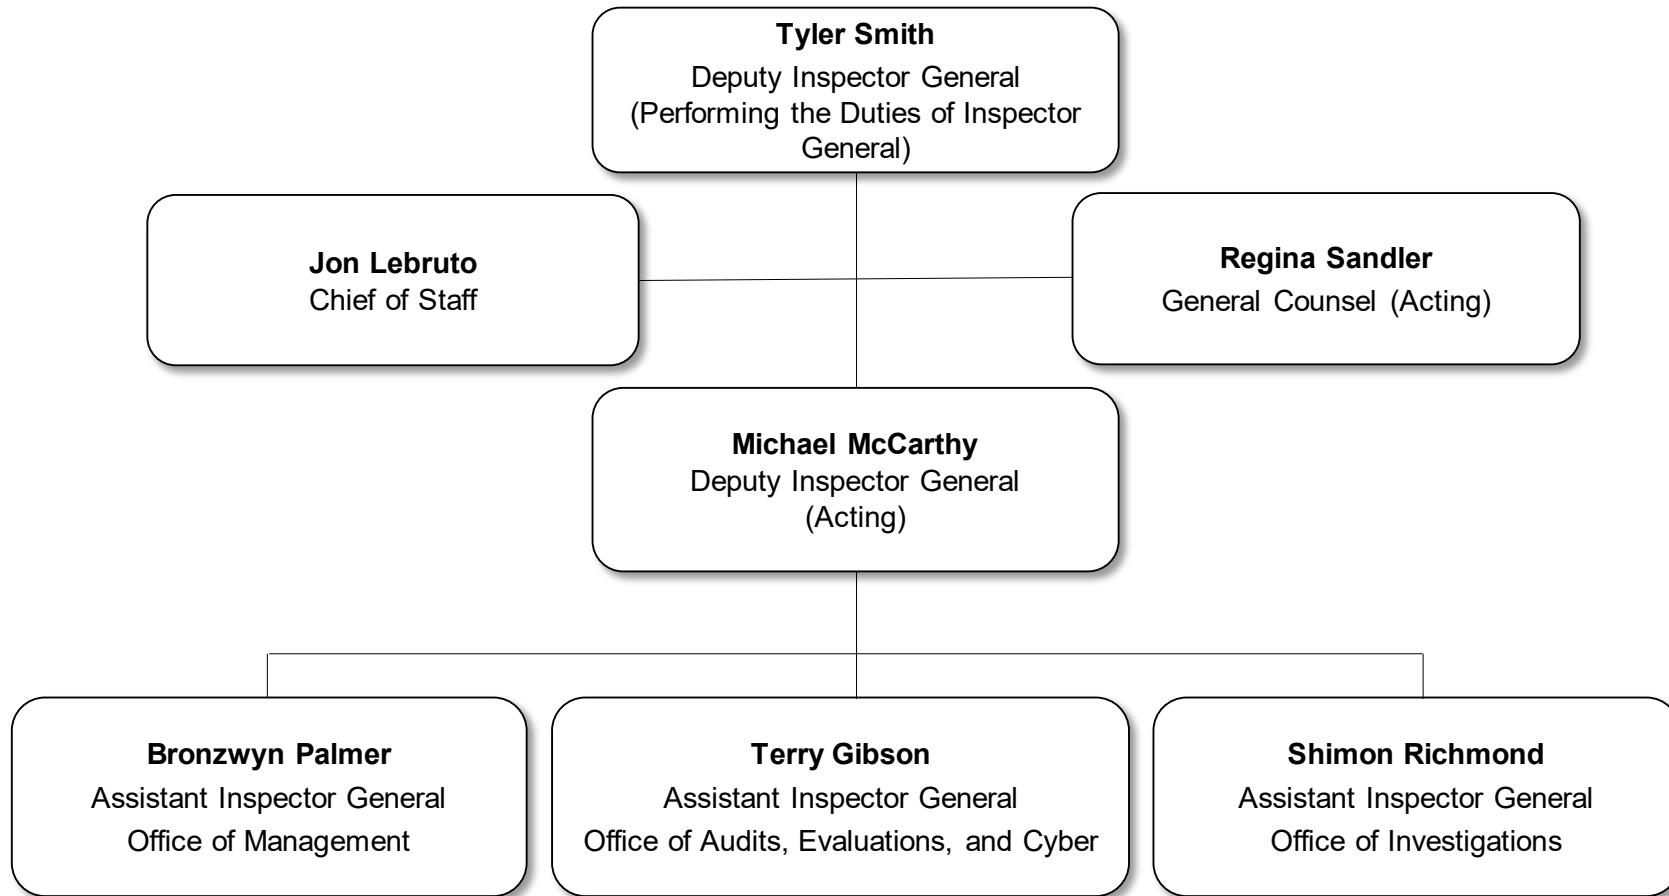 Tyler Smith
Deputy Inspector General
(Performing the Duties of Inspector
General)
Jon Lebruto
Chief of Staff
Regina Sandler
General Counsel (Acting)
Michael McCarthy
Deputy Inspector General
(Acting)
Bronzwyn Palmer
Assistant Inspector General
Office of Management
Terry Gibson
Assistant Inspector General
Office of Audits, Evaluations, and Cyber
Shimon Richmond
Assistant Inspector General
Office of Investigations